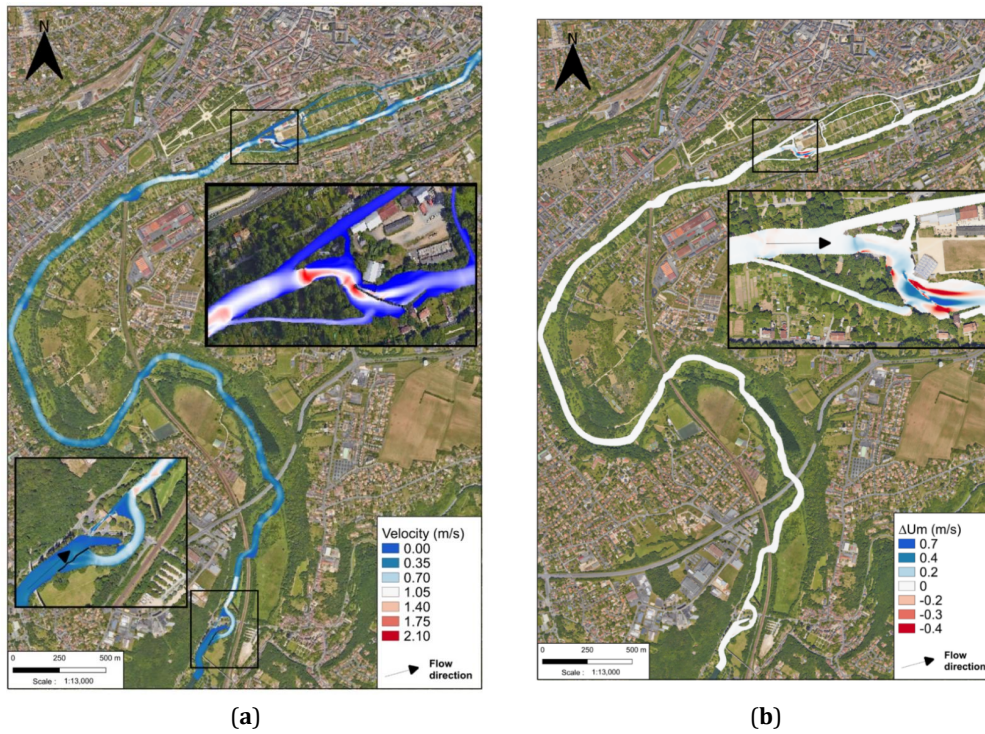 N
Velocity (m/s)
0.00
0.35
0.70
1.05
1.40
1.75
2.10
0 250 500 m
Scale : 1:13,000
Flow
direction
(a)
N
ΔUm (m/s)
0.7
0.4
0.2
0
-0.2
-0.3
-0.4
0 250 500 m
Scale : 1:13,000
Flow
direction
(b)